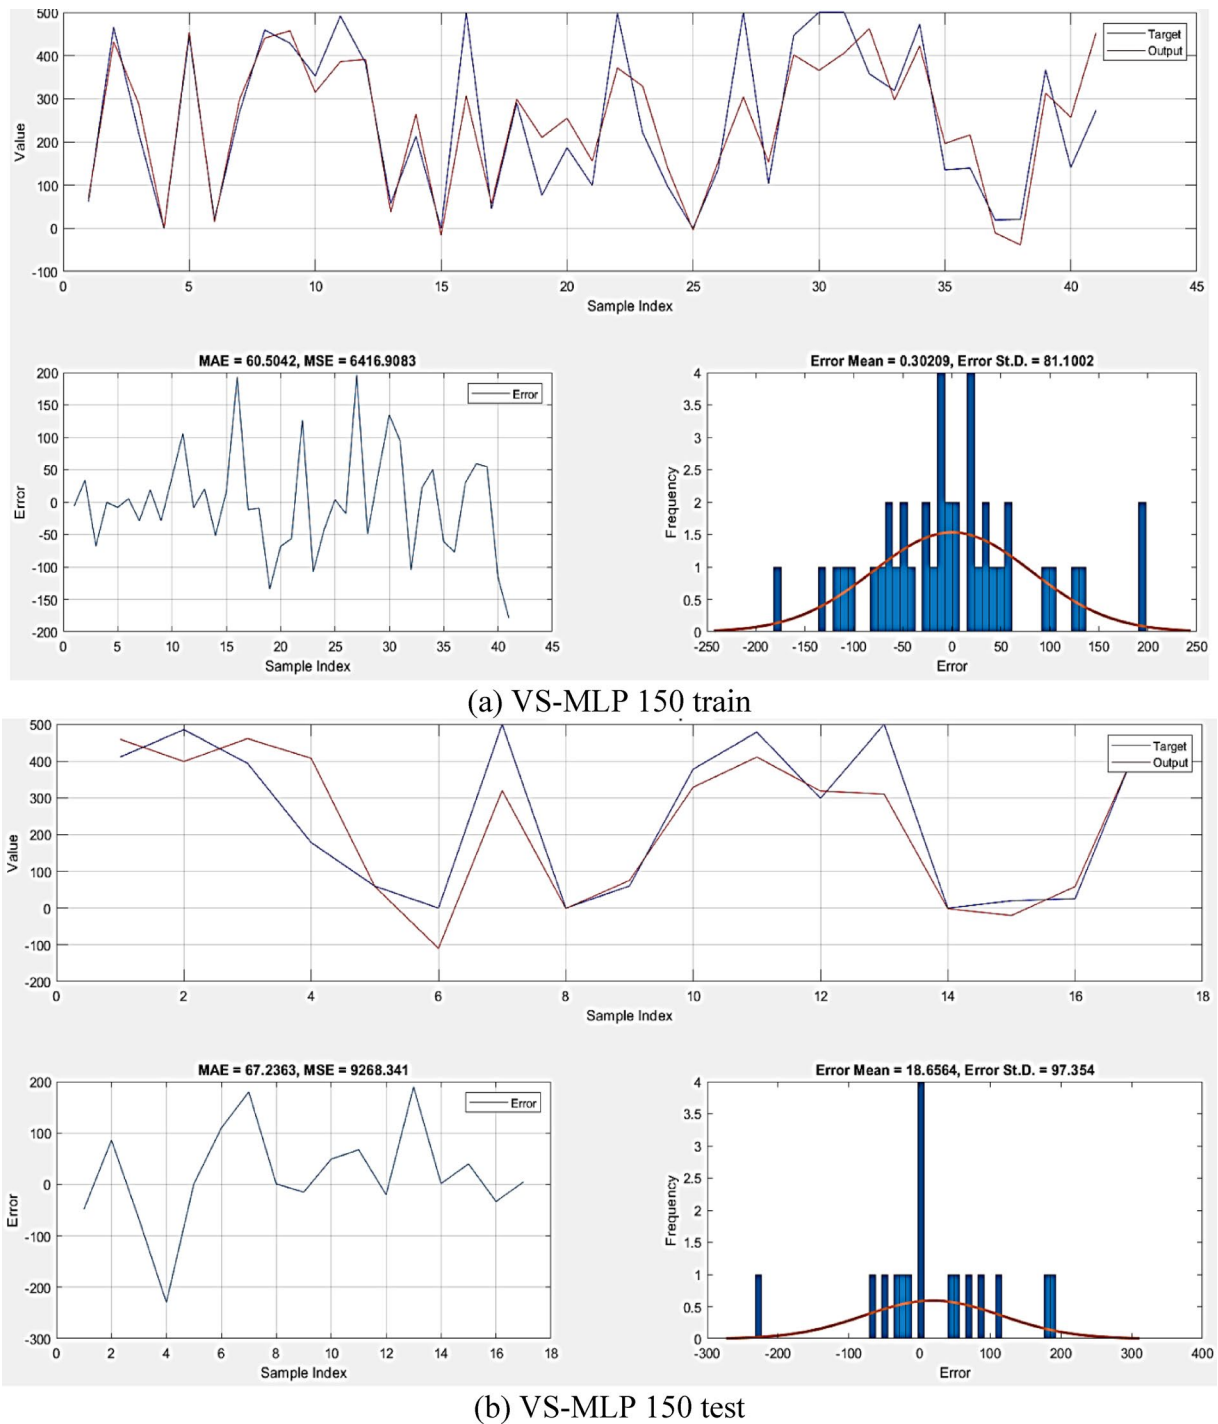 500
400
300
200
100
0
-100
Value
0 5 10 15 20 25 30 35 40 45
Sample Index
Target
Output
MAE = 60.5042, MSE = 6416.9083
200
150
100
50
0
-50
-100
-150
-200
Error
0 5 10 15 20 25 30 35 40 45
Sample Index
Error
Error Mean = 0.30209, Error St.D. = 81.1002
4
3.5
3
2.5
2
1.5
1
0.5
0
Frequency
-250 -200 -150 -100 -50 0 50 100 150 200 250
Error
(a) VS-MLP 150 train
500
400
300
200
100
0
-100
-200
Value
0 2 4 6 8 10 12 14 16 18
Sample Index
Target
Output
MAE = 67.2363, MSE = 9268.341
200
100
0
-100
-200
-300
Error
0 2 4 6 8 10 12 14 16 18
Sample Index
Error
Error Mean = 18.6564, Error St.D. = 97.354
4
3.5
3
2.5
2
1.5
1
0.5
0
Frequency
-300 -200 -100 0 100 200 300 400
Error
(b) VS-MLP 150 test